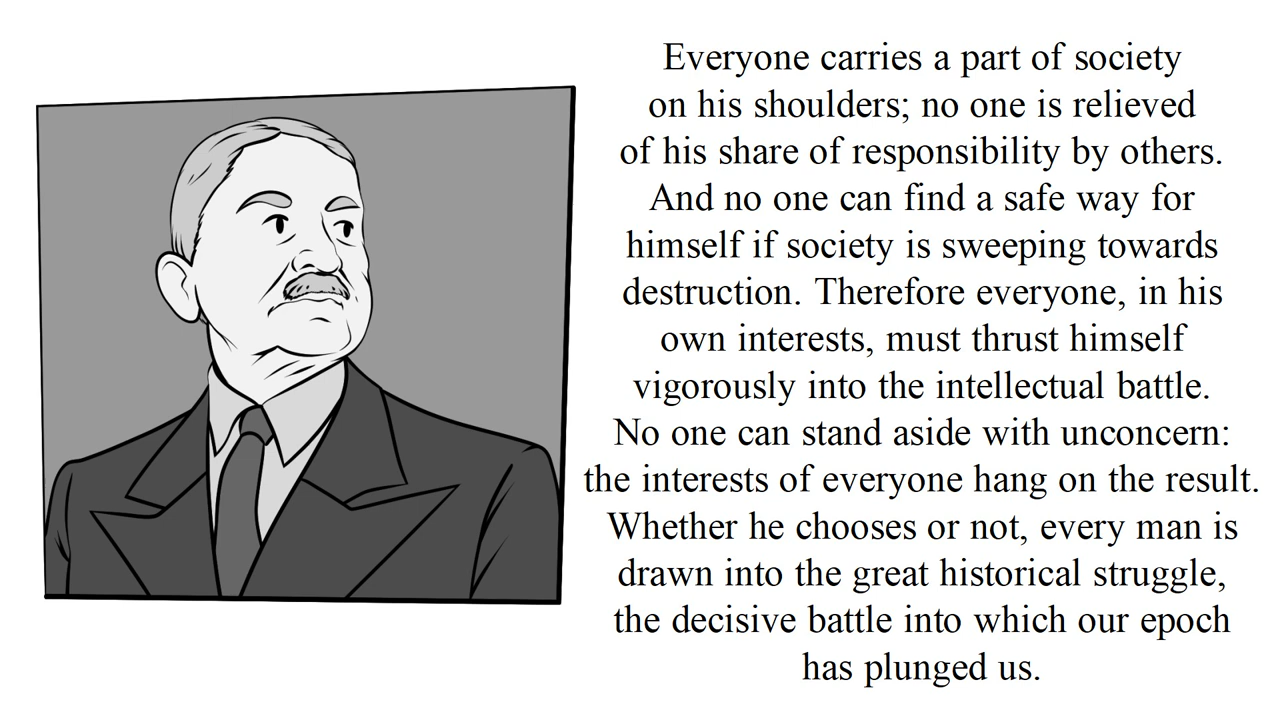 Everyone carries a part of society
on his shoulders; no one is relieved
of his share of responsibility by others.
And no one can find a safe way for
himself if society is sweeping towards
destruction. Therefore everyone, in his
own interests, must thrust himself
vigorously into the intellectual battle.
No one can stand aside with unconcern:
the interests of everyone hang on the result.
Whether he chooses or not, every man is
drawn into the great historical struggle,
the decisive battle into which our epoch
has plunged us.